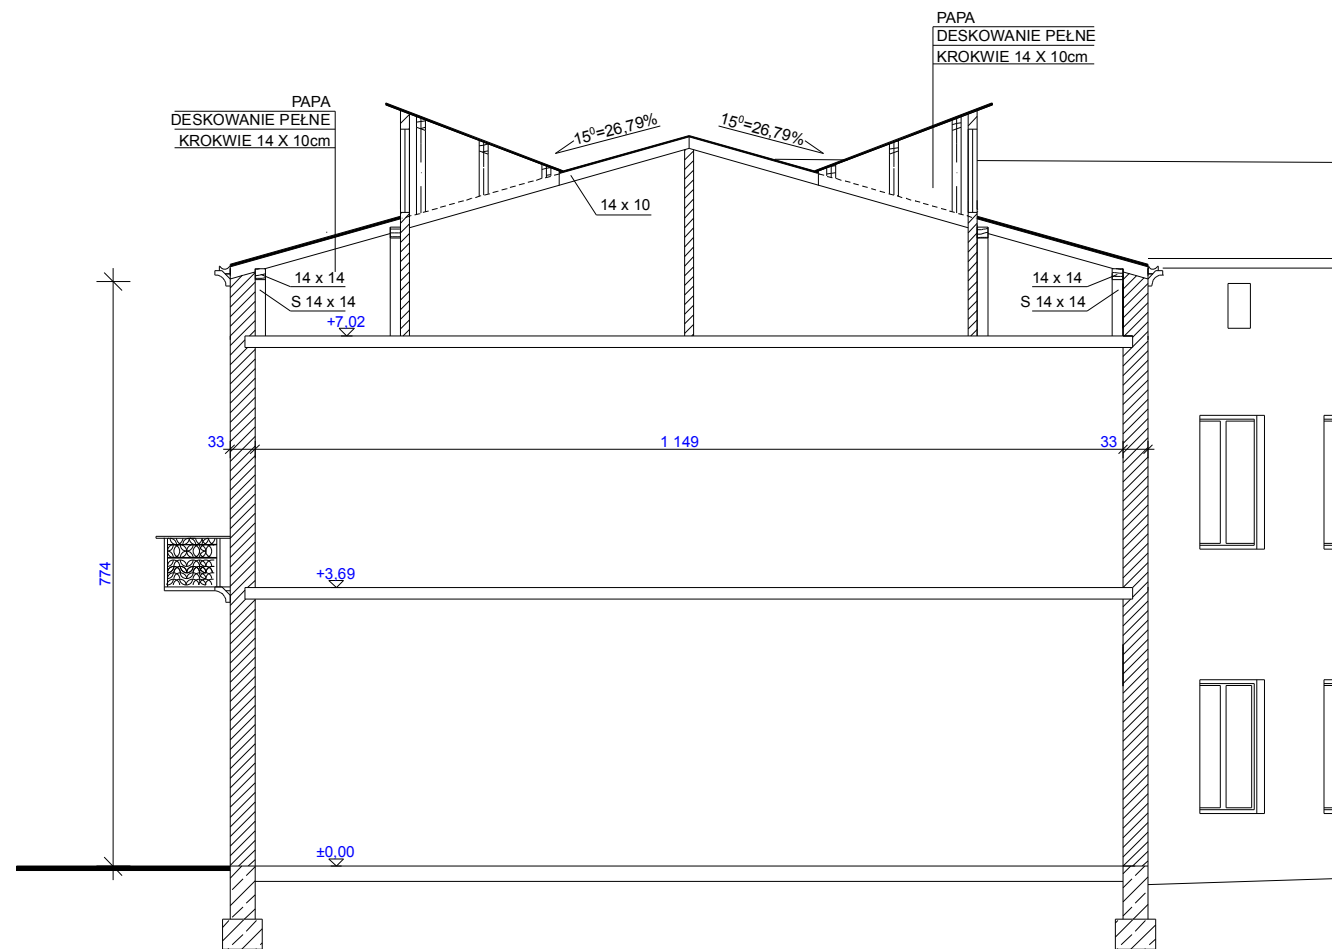 PAPA
DESKOWANIE PEŁNE
KROKWIE 14 X 10cm
PAPA
DESKOWANIE PEŁNE
KROKWIE 14 X 10cm
15⁰=26,79%
15⁰=26,79%
14 x 10
14 x 14
S 14 x 14
14 x 14
S 14 x 14
+7,02
33
1 149
33
774
+3,69
±0,00